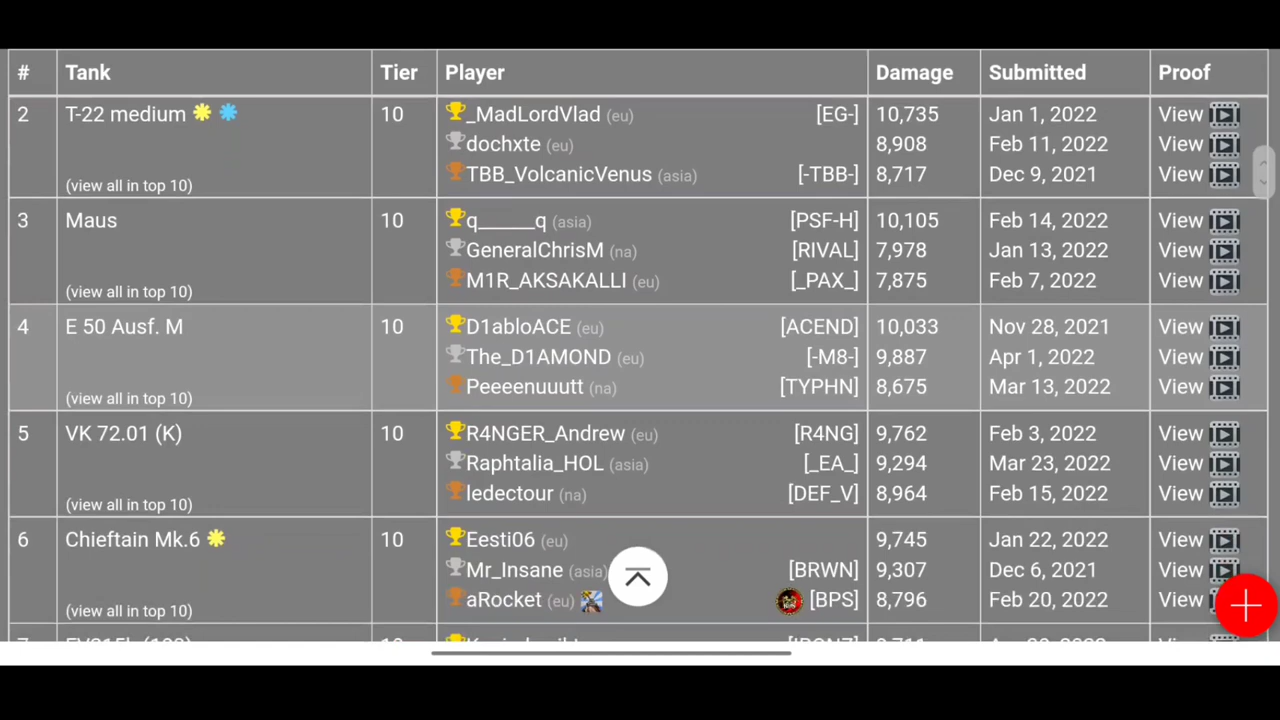 # Tank Tier Player Damage Submitted Proof
2 T-22 medium 10 _MadLordVlad (eu) [EG-] 10,735 Jan 1, 2022 View
dochxte (eu) 8,908 Feb 11, 2022 View
TBB_VolcanicVenus (asia) [-TBB-] 8,717 Dec 9, 2021 View
(view all in top 10)
3 Maus 10 q______q (asia) [PSF-H] 10,105 Feb 14, 2022 View
GeneralChrisM (na) [RIVAL] 7,978 Jan 13, 2022 View
M1R_AKSAKALLI (eu) [_PAX_] 7,875 Feb 7, 2022 View
(view all in top 10)
4 E 50 Ausf. M 10 D1abloACE (eu) [ACEND] 10,033 Nov 28, 2021 View
The_D1AMOND (eu) [-M8-] 9,887 Apr 1, 2022 View
Peeeenuuutt (na) [TYPHN] 8,675 Mar 13, 2022 View
(view all in top 10)
5 VK 72.01 (K) 10 R4NGER_Andrew (eu) [R4NG] 9,762 Feb 3, 2022 View
Raphtalia_HOL (asia) [_EA_] 9,294 Mar 23, 2022 View
ledectour (na) [DEF_V] 8,964 Feb 15, 2022 View
(view all in top 10)
6 Chieftain Mk.6 10 Eesti06 (eu) 9,745 Jan 22, 2022 View
Mr_Insane (asia) [BRWN] 9,307 Dec 6, 2021 View
aRocket (eu) [BPS] 8,796 Feb 20, 2022 View
(view all in top 10)